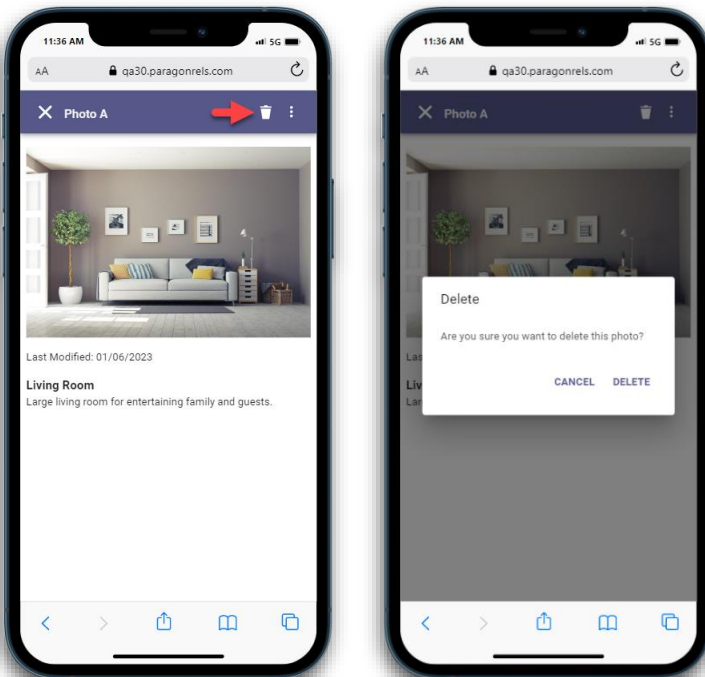 11:36 AM
5G
AA
qa30.paragonrels.com
Photo A
Last Modified: 01/06/2023
Living Room
Large living room for entertaining family and guests.
11:36 AM
5G
AA
qa30.paragonrels.com
Photo A
Delete
Are you sure you want to delete this photo?
CANCEL DELETE
Las
Liv
Lar